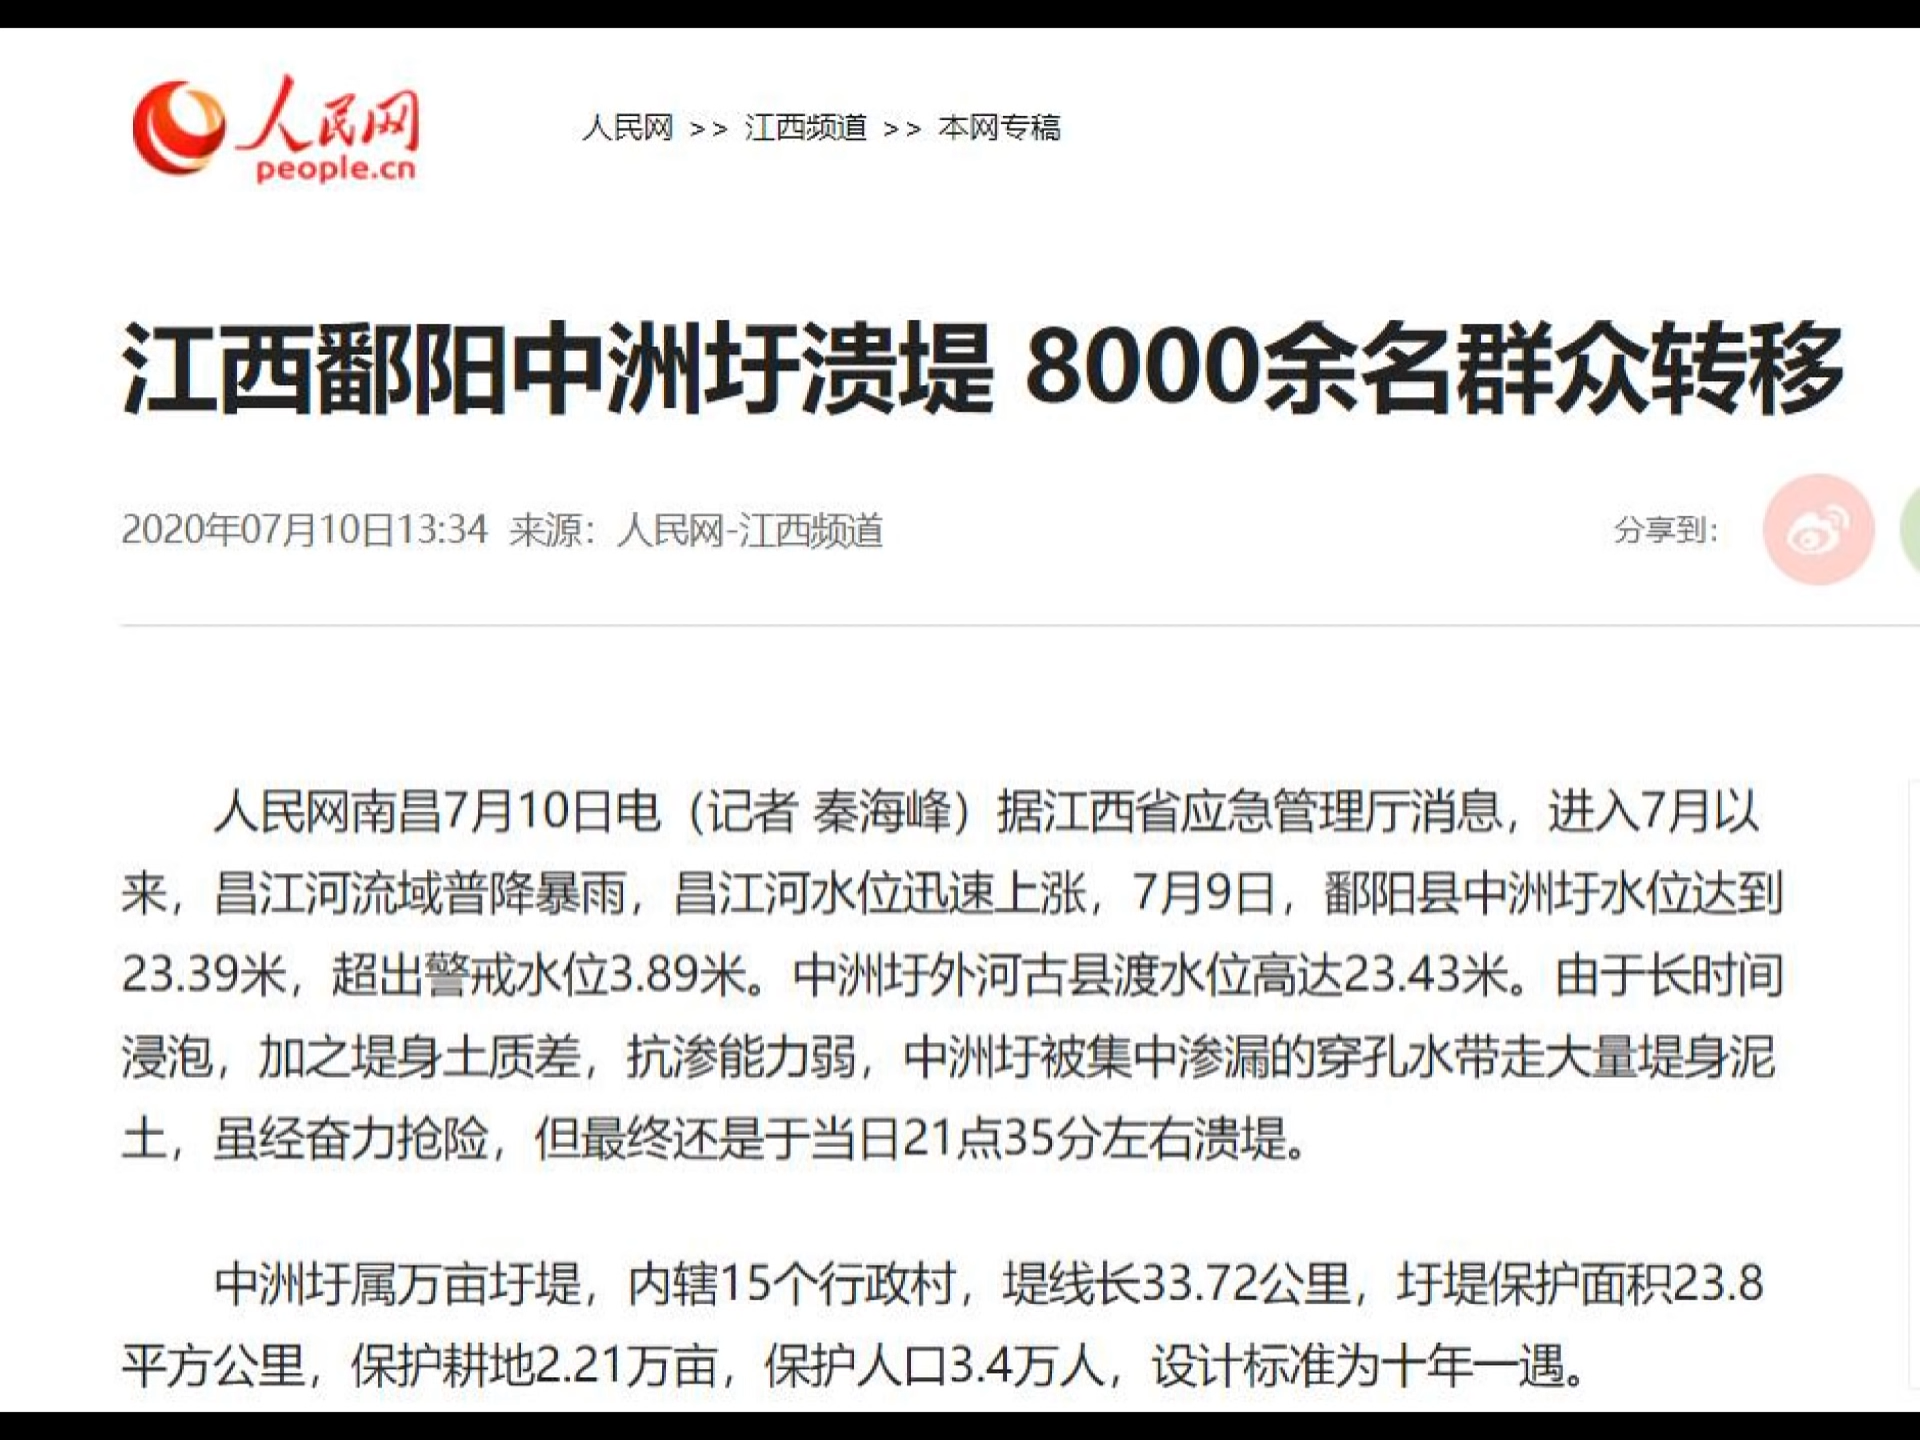 人民网
people.cn
人民网 >> 江西频道 >> 本网专稿
江西鄱阳中洲圩溃堤 8000余名群众转移
2020年07月10日13:34 来源：人民网-江西频道
分享到：
人民网南昌7月10日电（记者 秦海峰）据江西省应急管理厅消息，进入7月以
来，昌江河流域普降暴雨，昌江河水位迅速上涨，7月9日，鄱阳县中洲圩水位达到
23.39米，超出警戒水位3.89米。中洲圩外河古县渡水位高达23.43米。由于长时间
浸泡，加之堤身土质差，抗渗能力弱，中洲圩被集中渗漏的穿孔水带走大量堤身泥
土，虽经奋力抢险，但最终还是于当日21点35分左右溃堤。
中洲圩属万亩圩堤，内辖15个行政村，堤线长33.72公里，圩堤保护面积23.8
平方公里，保护耕地2.21万亩，保护人口3.4万人，设计标准为十年一遇。